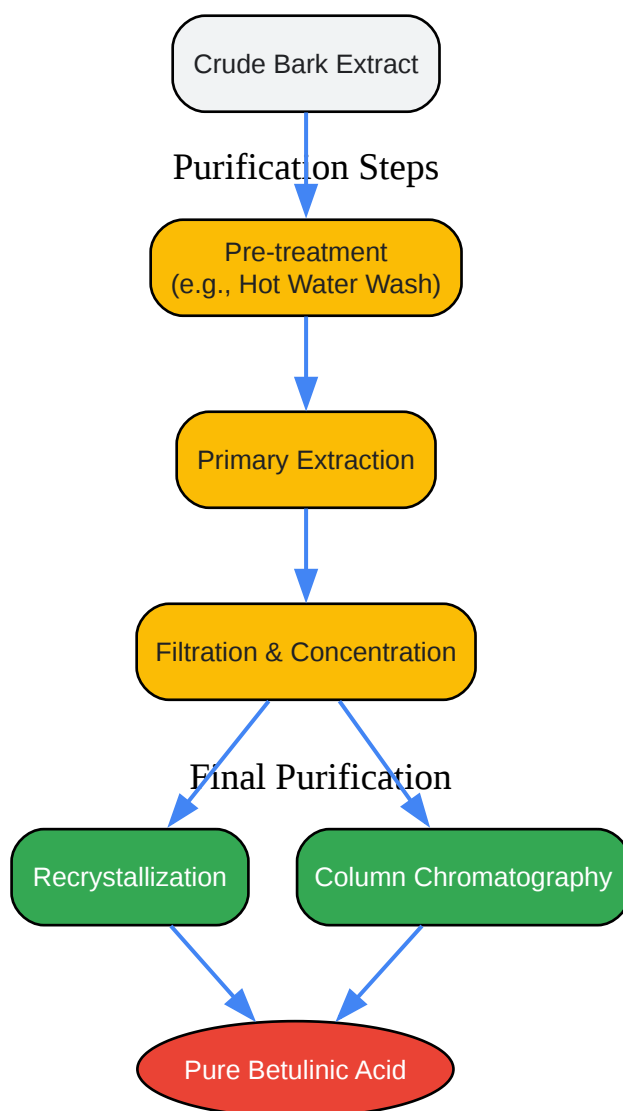 Crude Bark Extract
Purification Steps
Pre-treatment
(e.g., Hot Water Wash)
Primary Extraction
Filtration & Concentration
Final Purification
Recrystallization
Column Chromatography
Pure Betulinic Acid